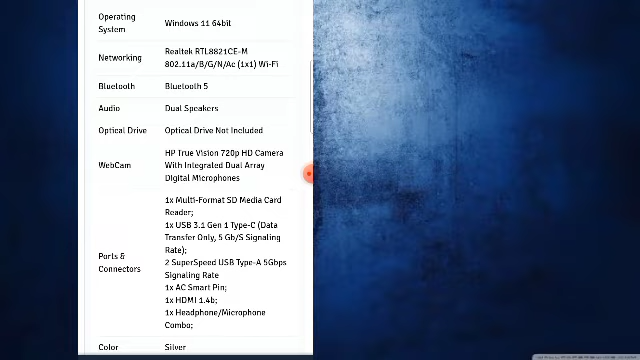 Operating System
Windows 11 64bit
Networking
Realtek RTL8821CE-M
802.11a/B/G/N/Ac (1x1) Wi-Fi
Bluetooth
Bluetooth 5
Audio
Dual Speakers
Optical Drive
Optical Drive Not Included
WebCam
HP True Vision 720p HD Camera
With Integrated Dual Array
Digital Microphones
Ports &
Connectors
1x Multi-Format SD Media Card
Reader;
1x USB 3.1 Gen 1 Type-C (Data
Transfer Only, 5 Gb/S Signaling
Rate);
2 SuperSpeed USB Type-A 5Gbps
Signaling Rate
1x AC Smart Pin;
1x HDMI 1.4b;
1x Headphone/Microphone
Combo;
Color
Silver